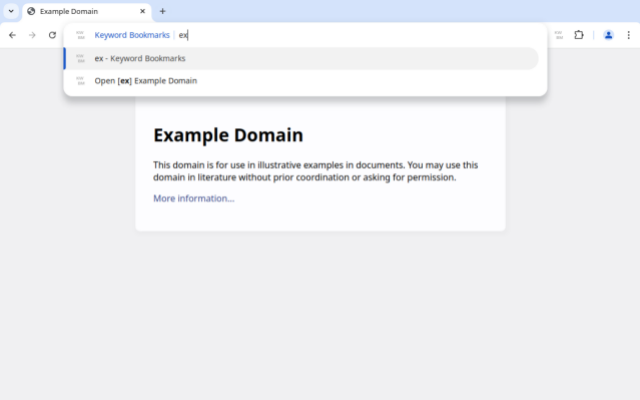 Example Domain
Keyword Bookmarks ex
ex - Keyword Bookmarks
Open [ex] Example Domain
Example Domain
This domain is for use in illustrative examples in documents. You may use this
domain in literature without prior coordination or asking for permission.
More information...